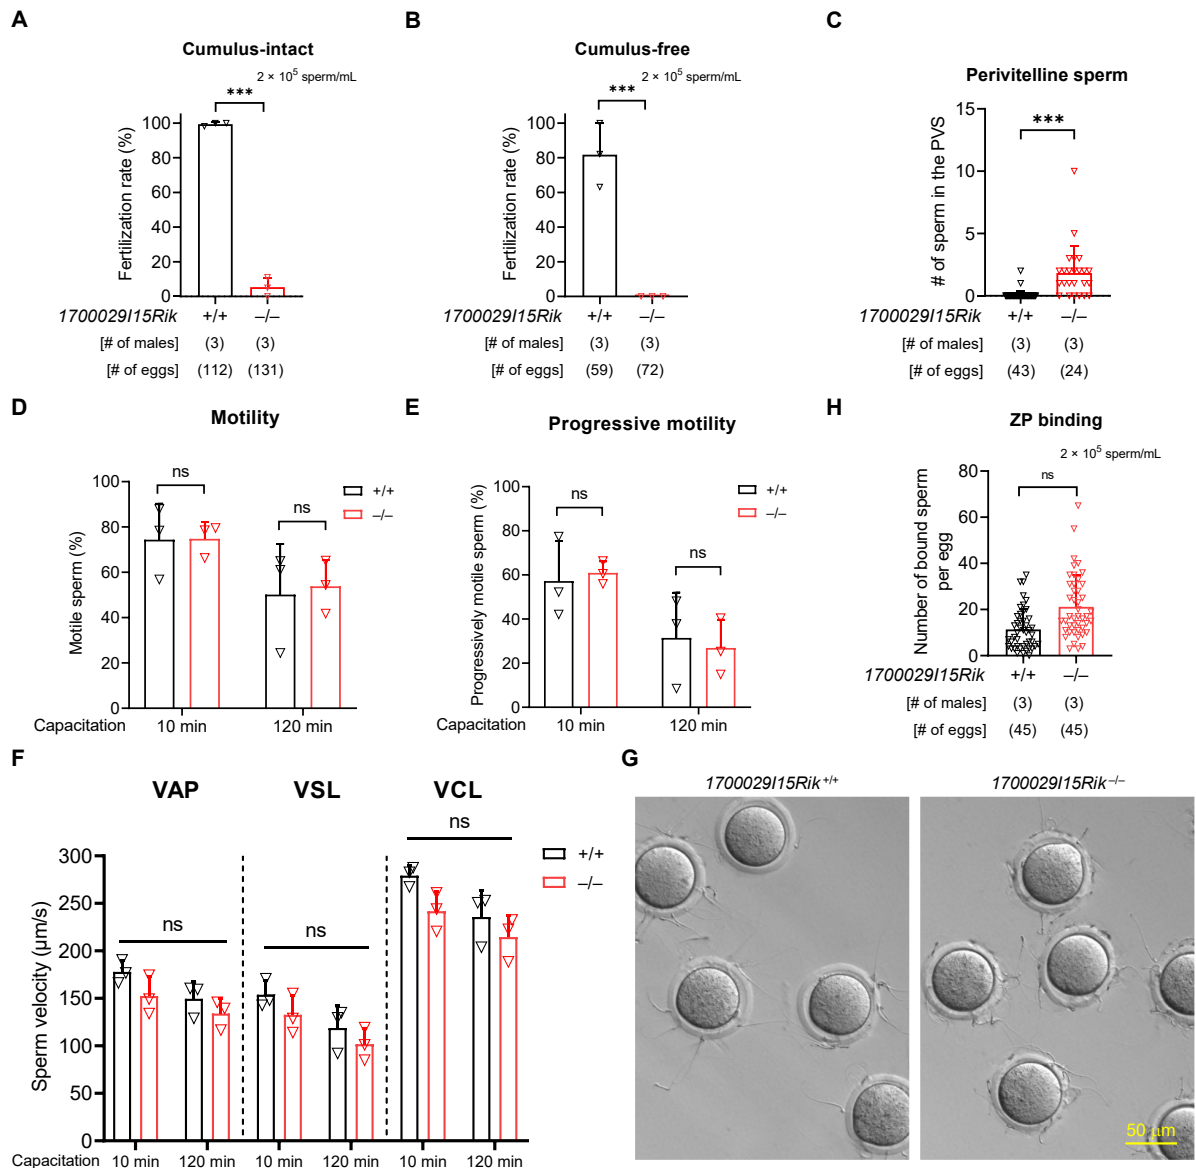 A
Cumulus-intact
2 × 10⁵ sperm/mL
***
Fertilization rate (%)
100
80
60
40
20
0
1700029I15Rik +/+ –/–
[# of males] (3) (3)
[# of eggs] (112) (131)
B
Cumulus-free
2 × 10⁵ sperm/mL
***
Fertilization rate (%)
100
80
60
40
20
0
1700029I15Rik +/+ –/–
[# of males] (3) (3)
[# of eggs] (59) (72)
C
Perivitelline sperm
***
# of sperm in the PVS
15
10
5
0
1700029I15Rik +/+ –/–
[# of males] (3) (3)
[# of eggs] (43) (24)
D
Motility
ns
ns
+/+
–/–
Motile sperm (%)
100
80
60
40
20
0
Capacitation 10 min 120 min
E
Progressive motility
ns
ns
+/+
–/–
Progressively motile sperm (%)
100
80
60
40
20
0
Capacitation 10 min 120 min
H
ZP binding
2 × 10⁵ sperm/mL
ns
Number of bound sperm
per egg
80
60
40
20
0
1700029I15Rik +/+ –/–
[# of males] (3) (3)
[# of eggs] (45) (45)
F
VAP VSL VCL
ns
ns
ns
+/+
–/–
Sperm velocity (µm/s)
300
250
200
150
100
50
0
Capacitation 10 min 120 min 10 min 120 min 10 min 120 min
G
1700029I15Rik⁺/⁺ 1700029I15Rik⁻/⁻
50 µm